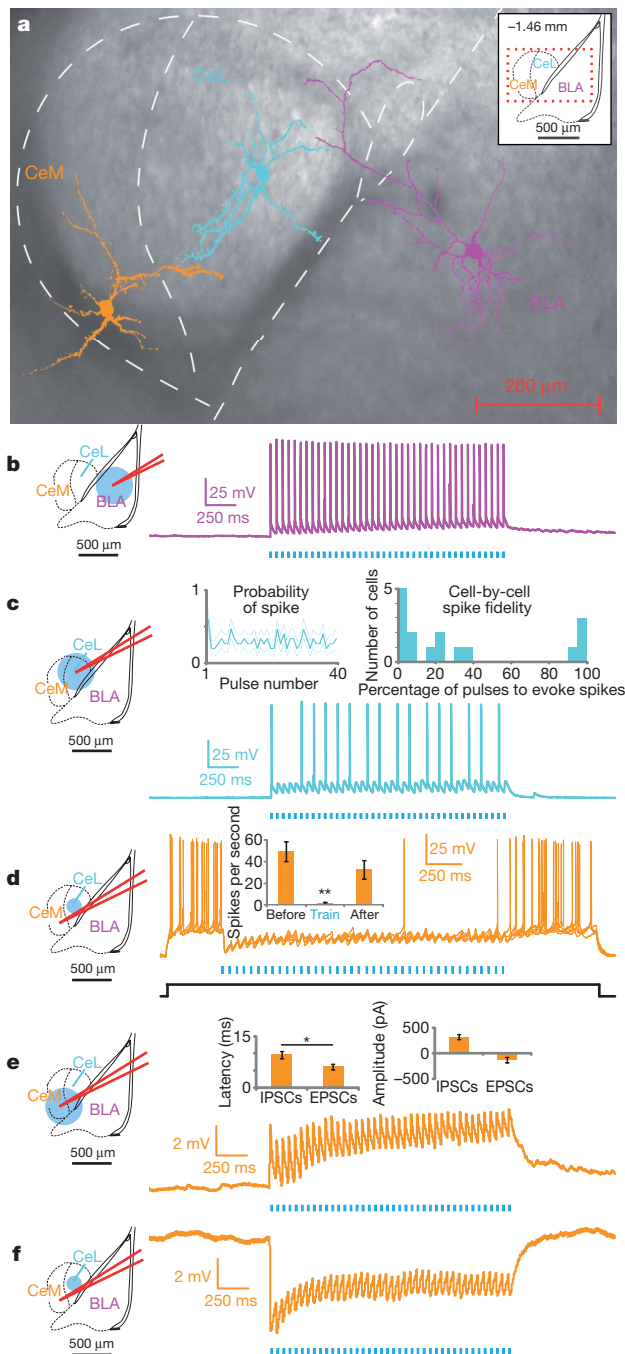 a
−1.46 mm
CeL
CeM
BLA
500 µm
CeL
CeM
BLA
200 µm
b
CeL
CeM
BLA
500 µm
25 mV
250 ms
c
CeL
CeM
BLA
500 µm
1
0
Probability
of spike
1
40
Pulse number
Number of cells
5
0
Cell-by-cell
spike fidelity
0
20
40
60
80
100
Percentage of pulses to evoke spikes
25 mV
250 ms
d
CeL
CeM
BLA
500 µm
Spikes per second
60
40
20
0
**
Before
Train
After
25 mV
250 ms
e
CeL
CeM
BLA
500 µm
Latency (ms)
15
0
*
IPSCs
EPSCs
Amplitude (pA)
500
0
−500
IPSCs
EPSCs
2 mV
250 ms
f
CeL
CeM
BLA
500 µm
2 mV
250 ms